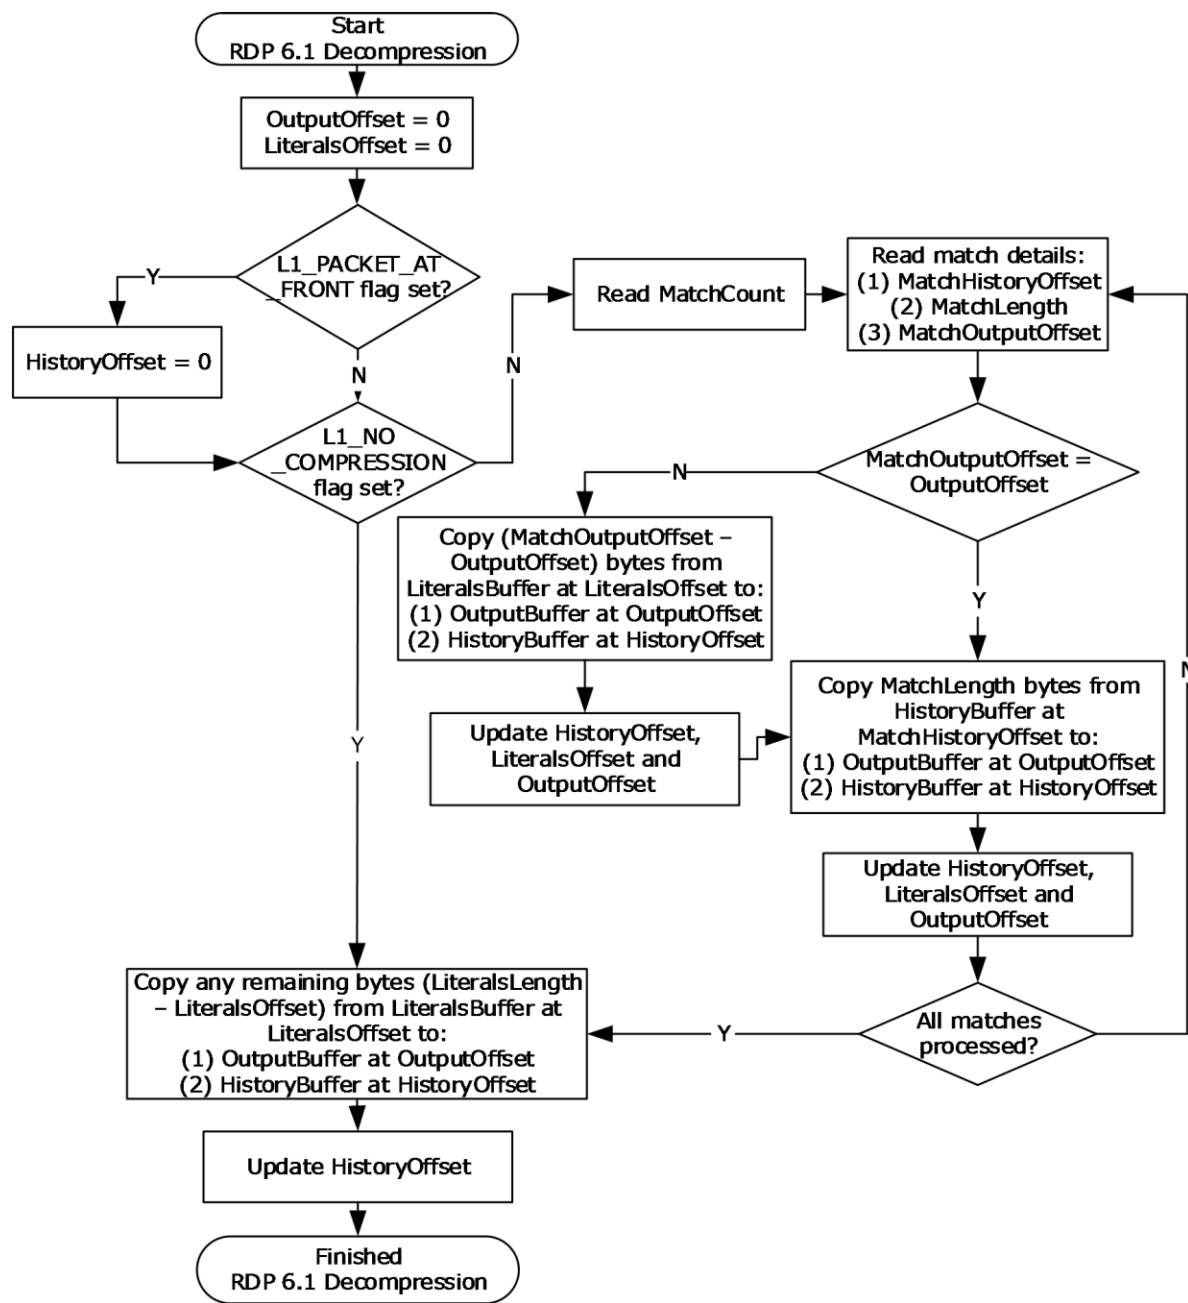 Start
RDP 6.1 Decompression
OutputOffset = 0
LiteralsOffset = 0
L1_PACKET_AT
_FRONT flag set?
Y
HistoryOffset = 0
N
L1_NO
_COMPRESSION
flag set?
N
Read MatchCount
Read match details:
(1) MatchHistoryOffset
(2) MatchLength
(3) MatchOutputOffset
MatchOutputOffset =
OutputOffset
N
Copy (MatchOutputOffset –
OutputOffset) bytes from
LiteralsBuffer at LiteralsOffset to:
(1) OutputBuffer at OutputOffset
(2) HistoryBuffer at HistoryOffset
Y
Update HistoryOffset,
LiteralsOffset and
OutputOffset
Copy MatchLength bytes from
HistoryBuffer at
MatchHistoryOffset to:
(1) OutputBuffer at OutputOffset
(2) HistoryBuffer at HistoryOffset
N
Y
Update HistoryOffset,
LiteralsOffset and
OutputOffset
All matches
processed?
Y
Copy any remaining bytes (LiteralsLength
– LiteralsOffset) from LiteralsBuffer at
LiteralsOffset to:
(1) OutputBuffer at OutputOffset
(2) HistoryBuffer at HistoryOffset
Update HistoryOffset
Finished
RDP 6.1 Decompression